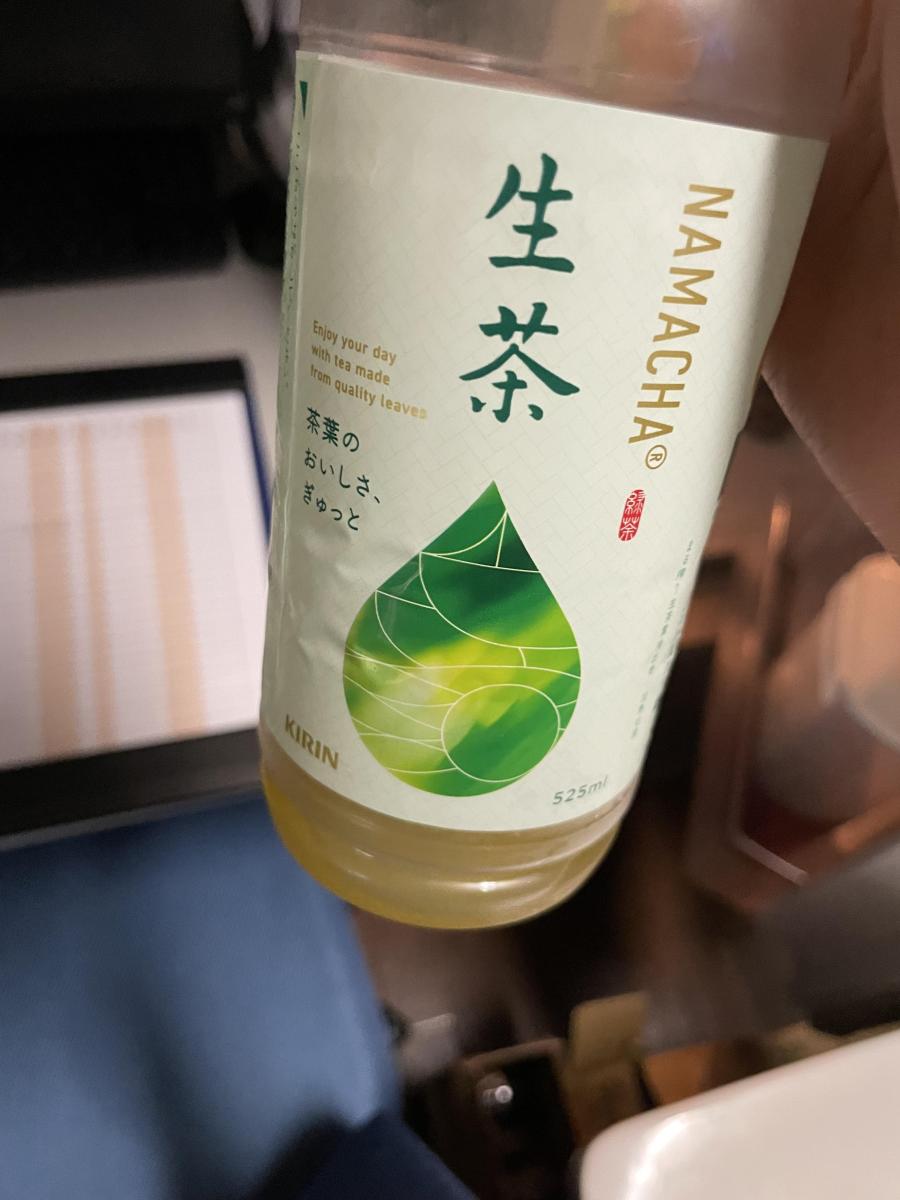 生茶
NAMACHA®
緑茶
Enjoy your day
with tea made
from quality leaves
茶葉の
おいしさ、
ぎゅっと
KIRIN
525ml